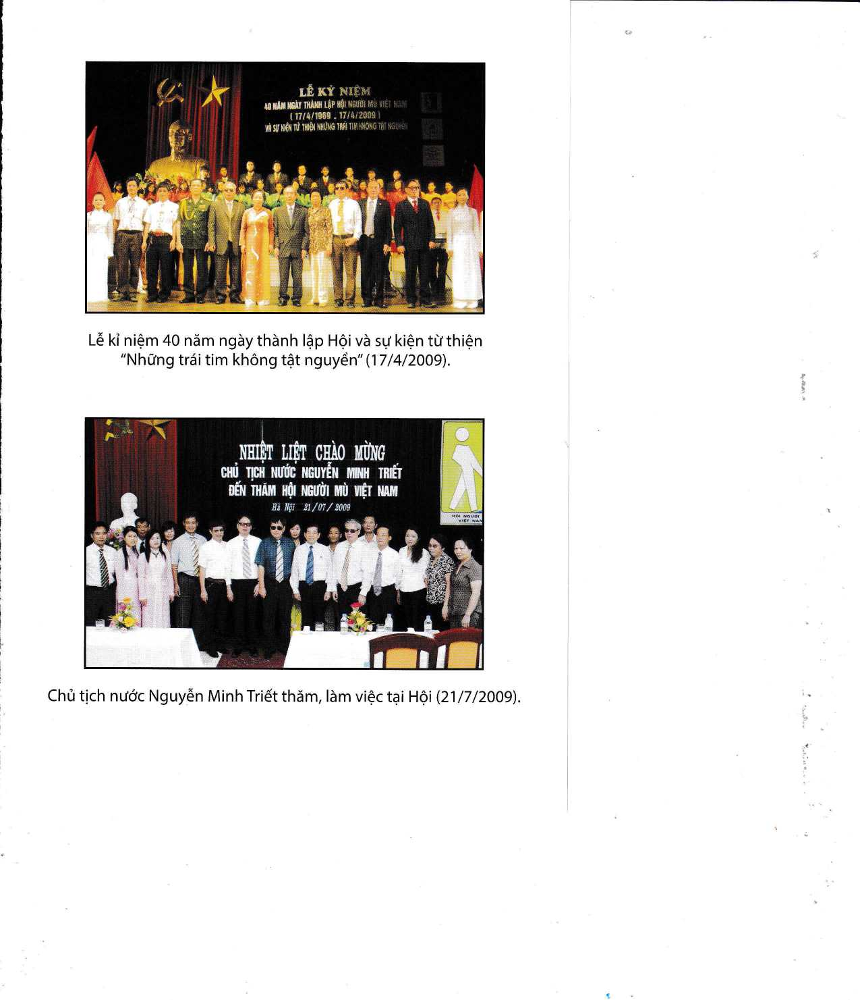 LỄ KỶ NIỆM
40 NĂM NGÀY THÀNH LẬP HỘI NGƯỜI MÙ VIỆT NAM
( 17/4/1969 - 17/4/2009 )
VÀ SỰ KIỆN TỪ THIỆN NHỮNG TRÁI TIM KHÔNG TẬT NGUYỀN
Lễ kỉ niệm 40 năm ngày thành lập Hội và sự kiện từ thiện
“Những trái tim không tật nguyền” (17/4/2009).
NHIỆT LIỆT CHÀO MỪNG
CHỦ TỊCH NƯỚC NGUYỄN MINH TRIẾT
ĐẾN THĂM HỘI NGƯỜI MÙ VIỆT NAM
Hà Nội 21/07/2009
HỘI NGƯỜI
VIỆT NAM
Chủ tịch nước Nguyễn Minh Triết thăm, làm việc tại Hội (21/7/2009).